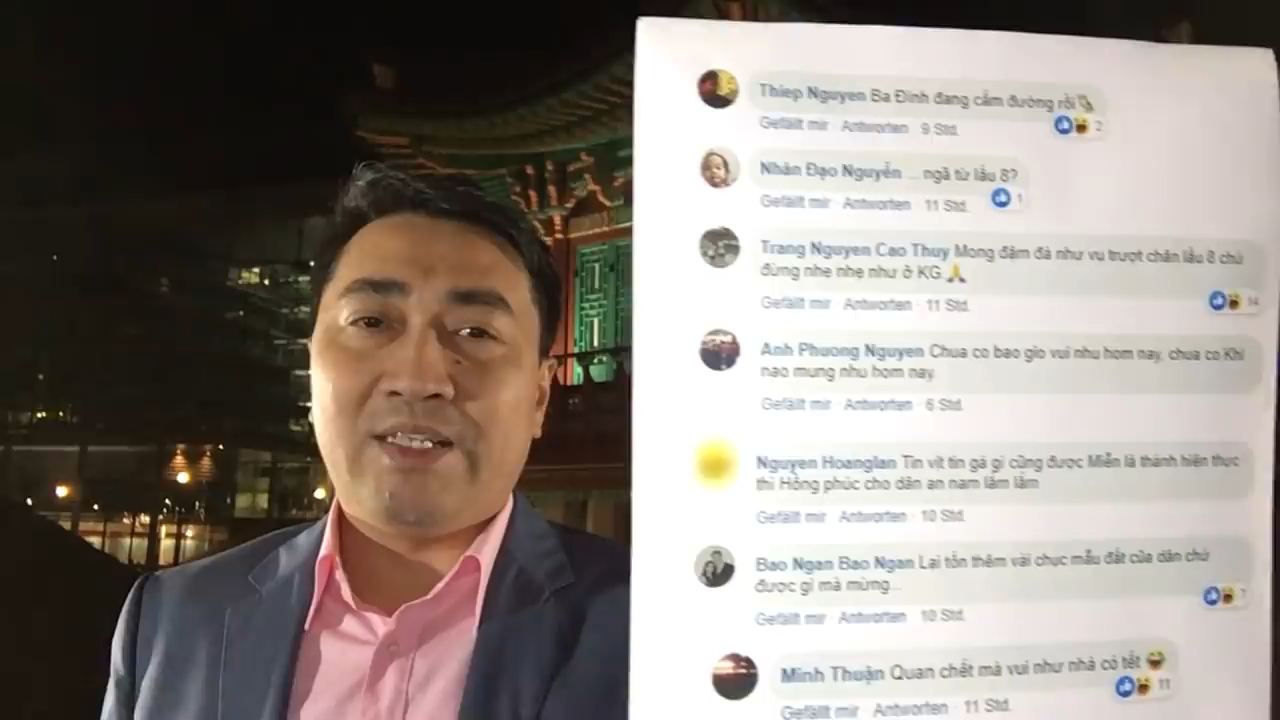 Thiep Nguyen Ba Đình đang cấm đường rồi
Gefällt mir · Antworten · 9 Std.
2
Nhân Đạo Nguyễn ... ngã từ lầu 8?
Gefällt mir · Antworten · 11 Std.
1
Trang Nguyen Cao Thuy Mong đậm đà như vụ trượt chân lầu 8 chứ
đừng nhẹ nhẹ như ở KG
Gefällt mir · Antworten · 11 Std.
14
Anh Phuong Nguyen Chua co bao gio vui nhu hom nay, chua co Khi
nao mung nhu hom nay
Gefällt mir · Antworten · 6 Std.
Nguyen Hoanglan Tin vịt tin gà gì cũng được Miễn là thành hiện thực
thì Hồng phúc cho dân an nam lắm lắm
Gefällt mir · Antworten · 10 Std.
Bao Ngan Bao Ngan Lại tốn thêm vài chục mẫu đất của dân chứ
được gì mà mừng...
Gefällt mir · Antworten · 10 Std.
7
Minh Thuận Quan chết mà vui như nhà có tết
Gefällt mir · Antworten · 11 Std.
11